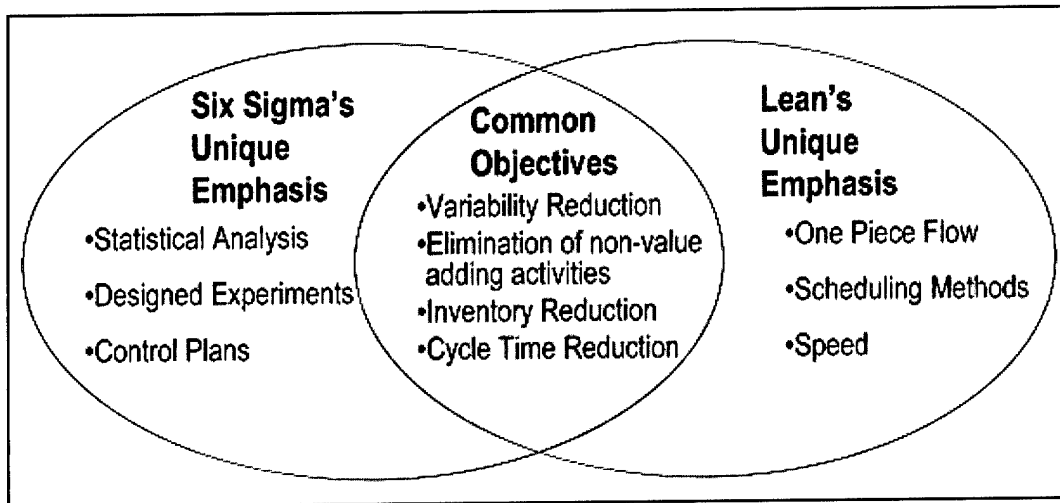 Six Sigma's
Unique
Emphasis
•Statistical Analysis
•Designed Experiments
•Control Plans
Common
Objectives
•Variability Reduction
•Elimination of non-value
adding activities
•Inventory Reduction
•Cycle Time Reduction
Lean's
Unique
Emphasis
•One Piece Flow
•Scheduling Methods
•Speed